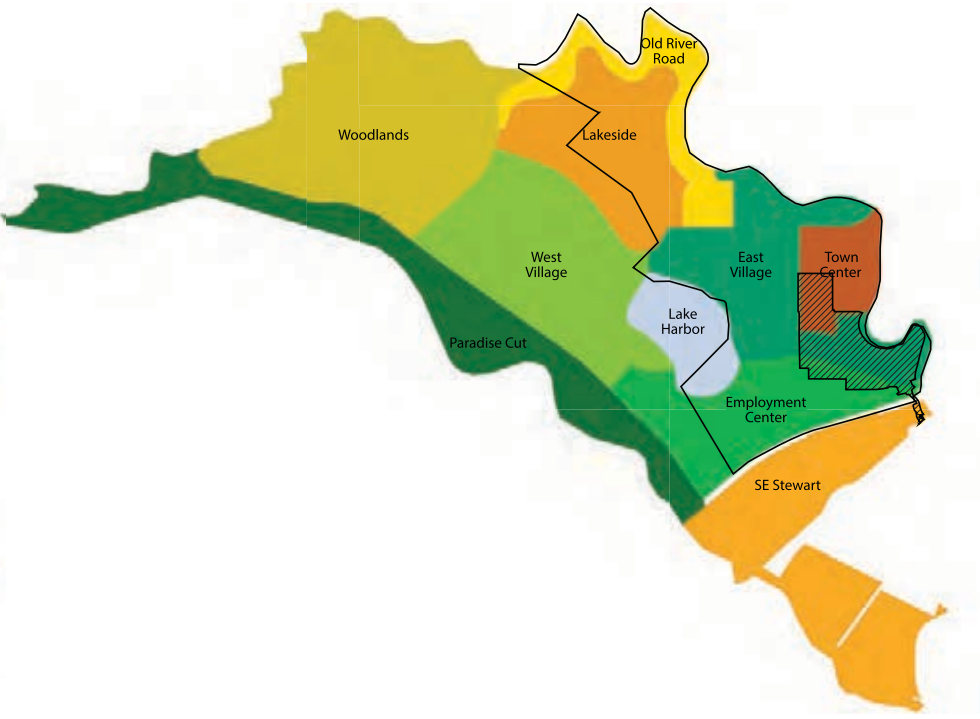 Old River
Road
Woodlands
Lakeside
West
Village
East
Village
Town
Center
Lake
Harbor
Paradise Cut
Employment
Center
SE Stewart